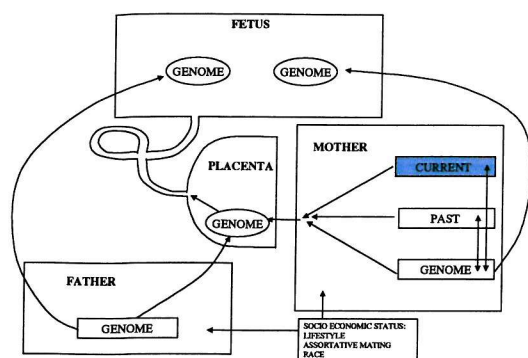 FETUS
GENOME
GENOME
MOTHER
CURRENT
PLACENTA
PAST
GENOME
GENOME
FATHER
GENOME
SOCIO ECONOMIC STATUS:
LIFESTYLE
ASSORTATIVE MATING
RACE